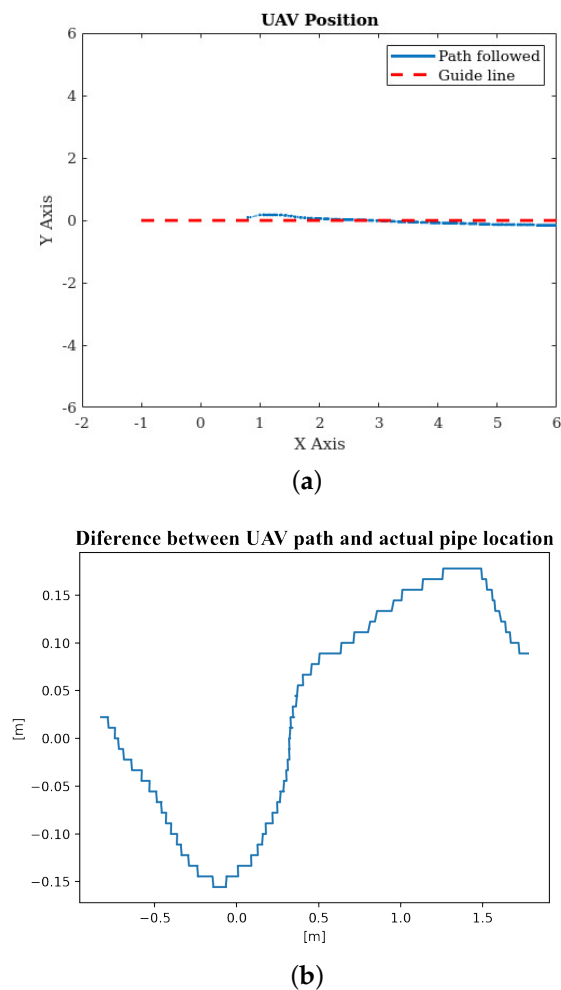 UAV Position
6
Path followed
Guide line
4
2
0
-2
-4
-6
Y Axis
-2 -1 0 1 2 3 4 5 6
X Axis
(a)
Diference between UAV path and actual pipe location
0.15
0.10
0.05
0.00
−0.05
−0.10
−0.15
[m]
−0.5 0.0 0.5 1.0 1.5
[m]
(b)